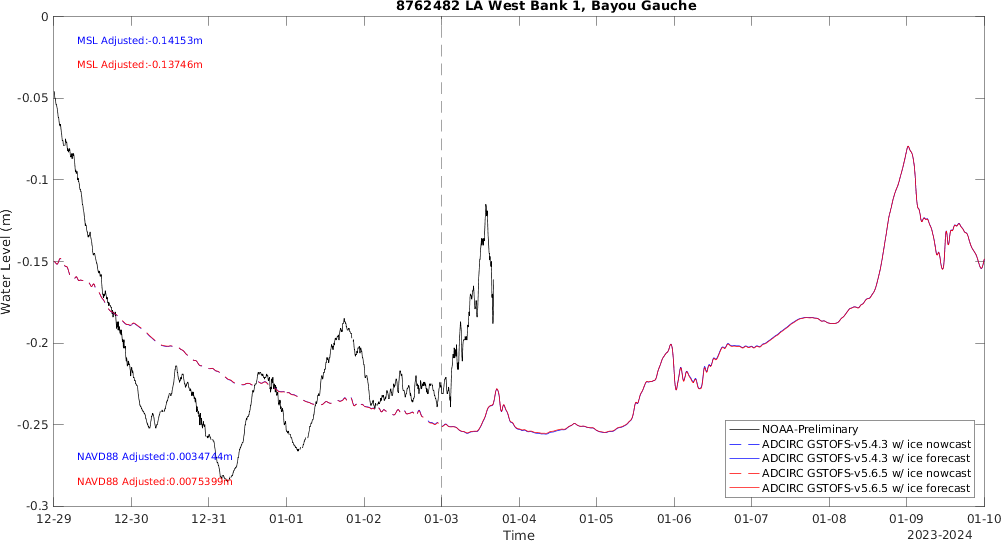 8762482 LA West Bank 1, Bayou Gauche
MSL Adjusted:-0.14153m
MSL Adjusted:-0.13746m
Water Level (m)
0
-0.05
-0.1
-0.15
-0.2
-0.25
-0.3
NAVD88 Adjusted:0.0034744m
NAVD88 Adjusted:0.0075399m
NOAA-Preliminary
ADCIRC GSTOFS-v5.4.3 w/ ice nowcast
ADCIRC GSTOFS-v5.4.3 w/ ice forecast
ADCIRC GSTOFS-v5.6.5 w/ ice nowcast
ADCIRC GSTOFS-v5.6.5 w/ ice forecast
12-29 12-30 12-31 01-01 01-02 01-03 01-04 01-05 01-06 01-07 01-08 01-09 01-10
Time
2023-2024